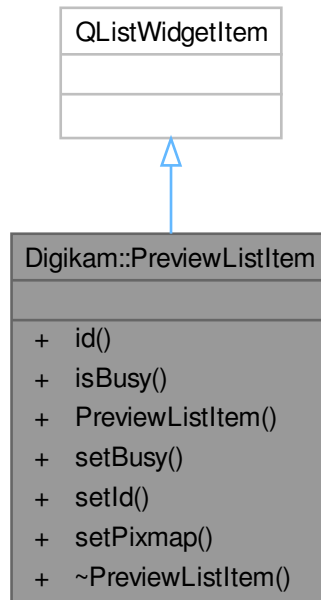 QListWidgetItem
Digikam::PreviewListItem
+ id()
+ isBusy()
+ PreviewListItem()
+ setBusy()
+ setId()
+ setPixmap()
+ ~PreviewListItem()